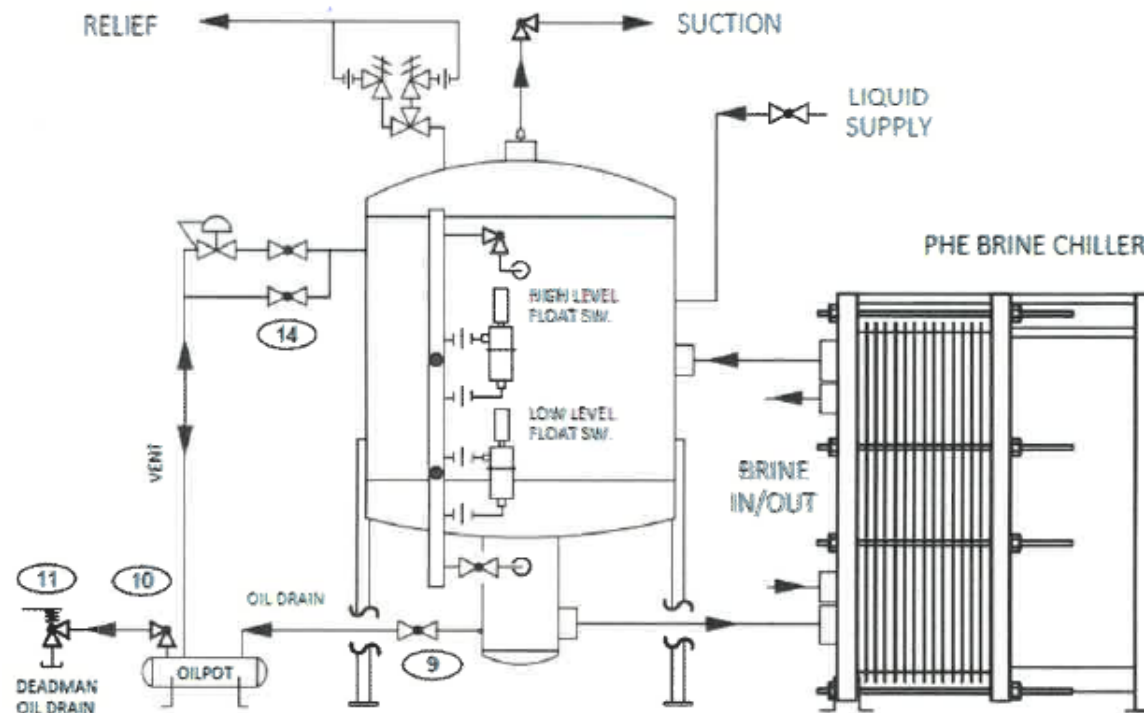 RELIEF
SUCTION
LIQUID
SUPPLY
PHE BRINE CHILLER
HIGH LEVEL
FLOAT SW.
14
LOW LEVEL
FLOAT SW.
VENT
BRINE
IN/OUT
11
10
OIL DRAIN
9
OILPOT
DEADMAN
OIL DRAIN